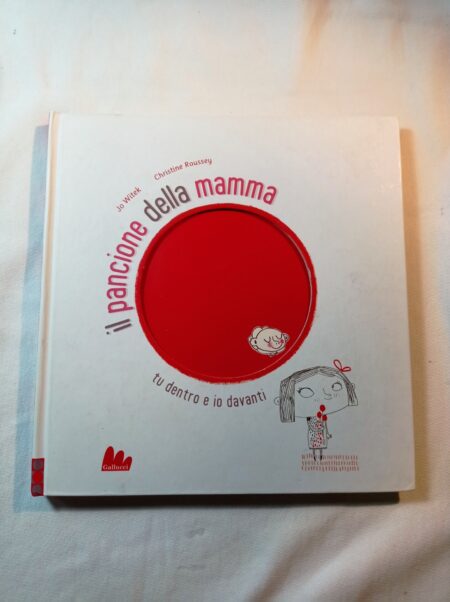 Jo Witek
Christine Roussey
il pancione della mamma
tu dentro e io davanti
Gallucci